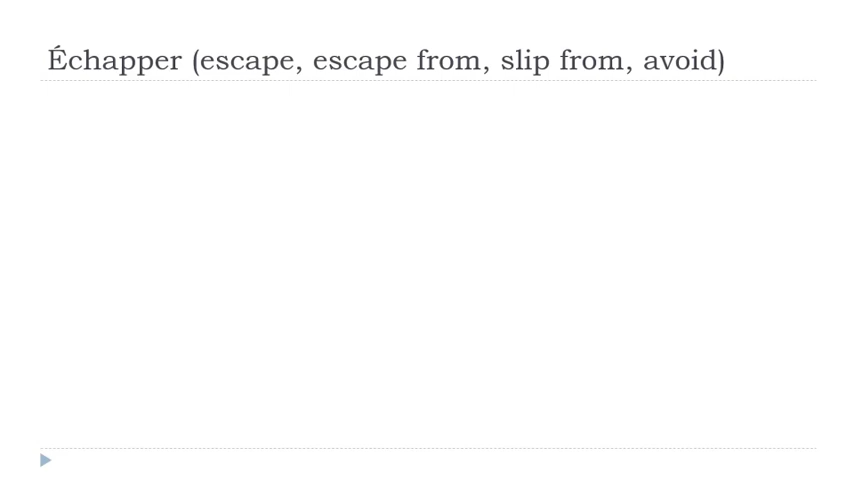 Échapper (escape, escape from, slip from, avoid)